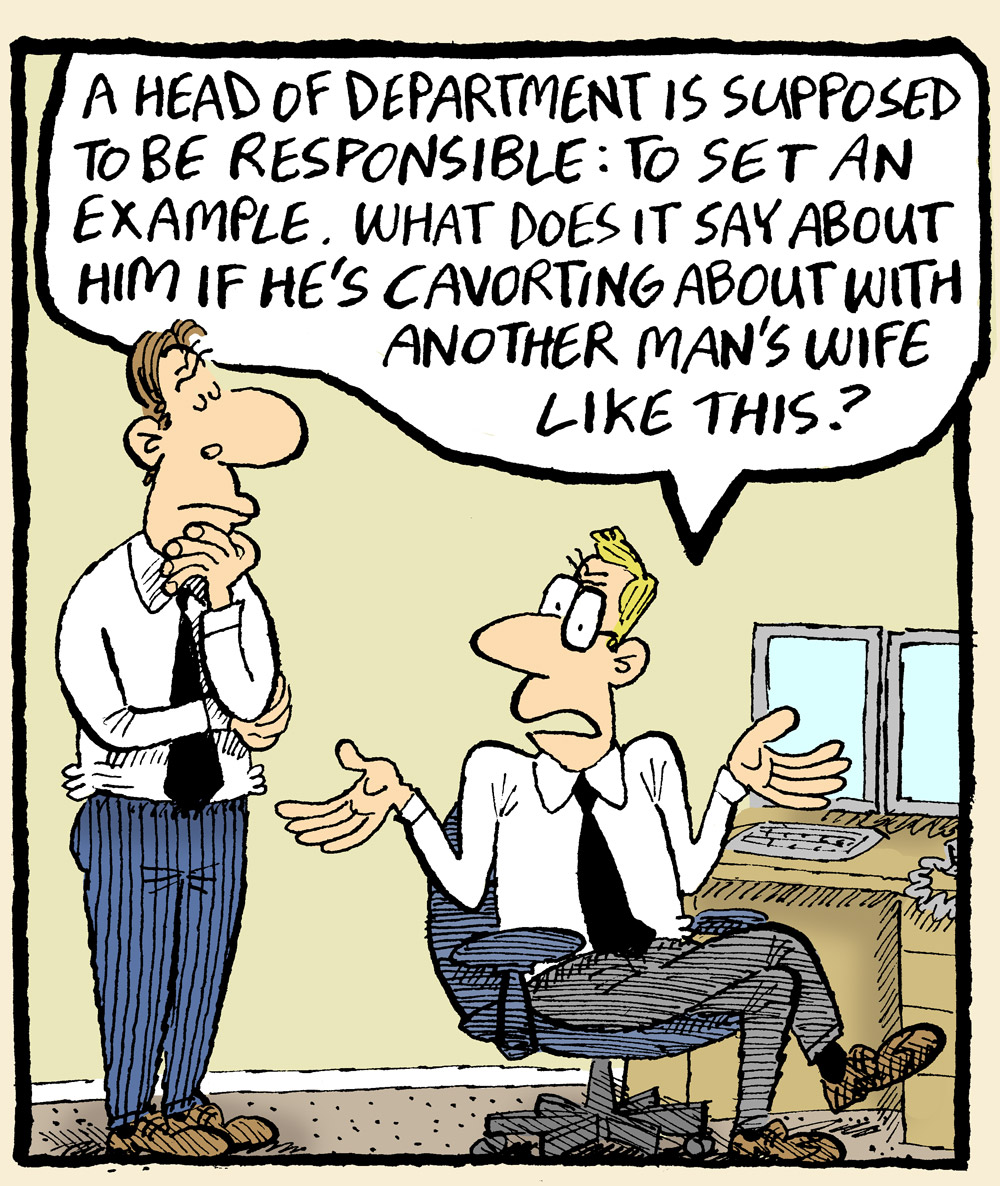 A HEAD OF DEPARTMENT IS SUPPOSED
TO BE RESPONSIBLE: TO SET AN
EXAMPLE. WHAT DOES IT SAY ABOUT
HIM IF HE'S CAVORTING ABOUT WITH
ANOTHER MAN'S WIFE
LIKE THIS?